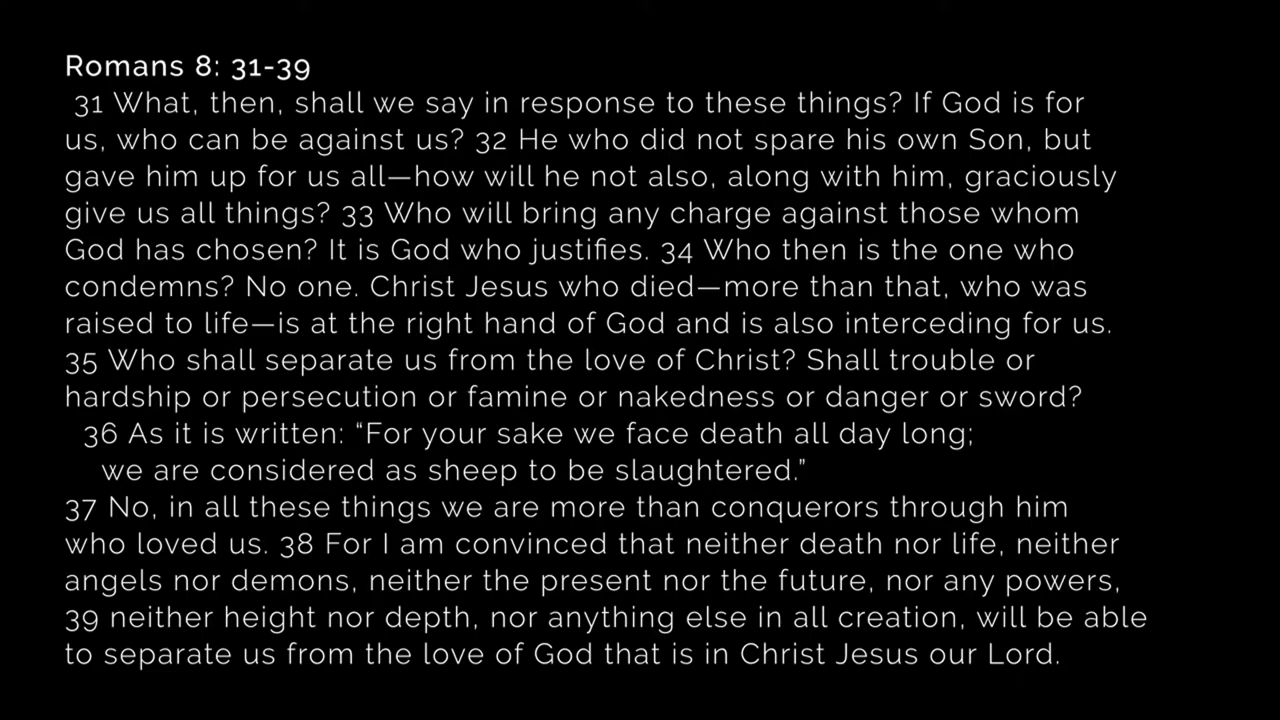 Romans 8: 31-39
31 What, then, shall we say in response to these things? If God is for
us, who can be against us? 32 He who did not spare his own Son, but
gave him up for us all—how will he not also, along with him, graciously
give us all things? 33 Who will bring any charge against those whom
God has chosen? It is God who justifies. 34 Who then is the one who
condemns? No one. Christ Jesus who died—more than that, who was
raised to life—is at the right hand of God and is also interceding for us.
35 Who shall separate us from the love of Christ? Shall trouble or
hardship or persecution or famine or nakedness or danger or sword?
36 As it is written: “For your sake we face death all day long;
we are considered as sheep to be slaughtered.”
37 No, in all these things we are more than conquerors through him
who loved us. 38 For I am convinced that neither death nor life, neither
angels nor demons, neither the present nor the future, nor any powers,
39 neither height nor depth, nor anything else in all creation, will be able
to separate us from the love of God that is in Christ Jesus our Lord.